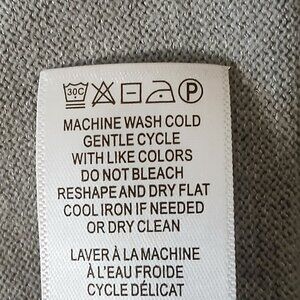 30C P
MACHINE WASH COLD
GENTLE CYCLE
WITH LIKE COLORS
DO NOT BLEACH
RESHAPE AND DRY FLAT
COOL IRON IF NEEDED
OR DRY CLEAN
LAVER À LA MACHINE
À L'EAU FROIDE
CYCLE DÉLICAT